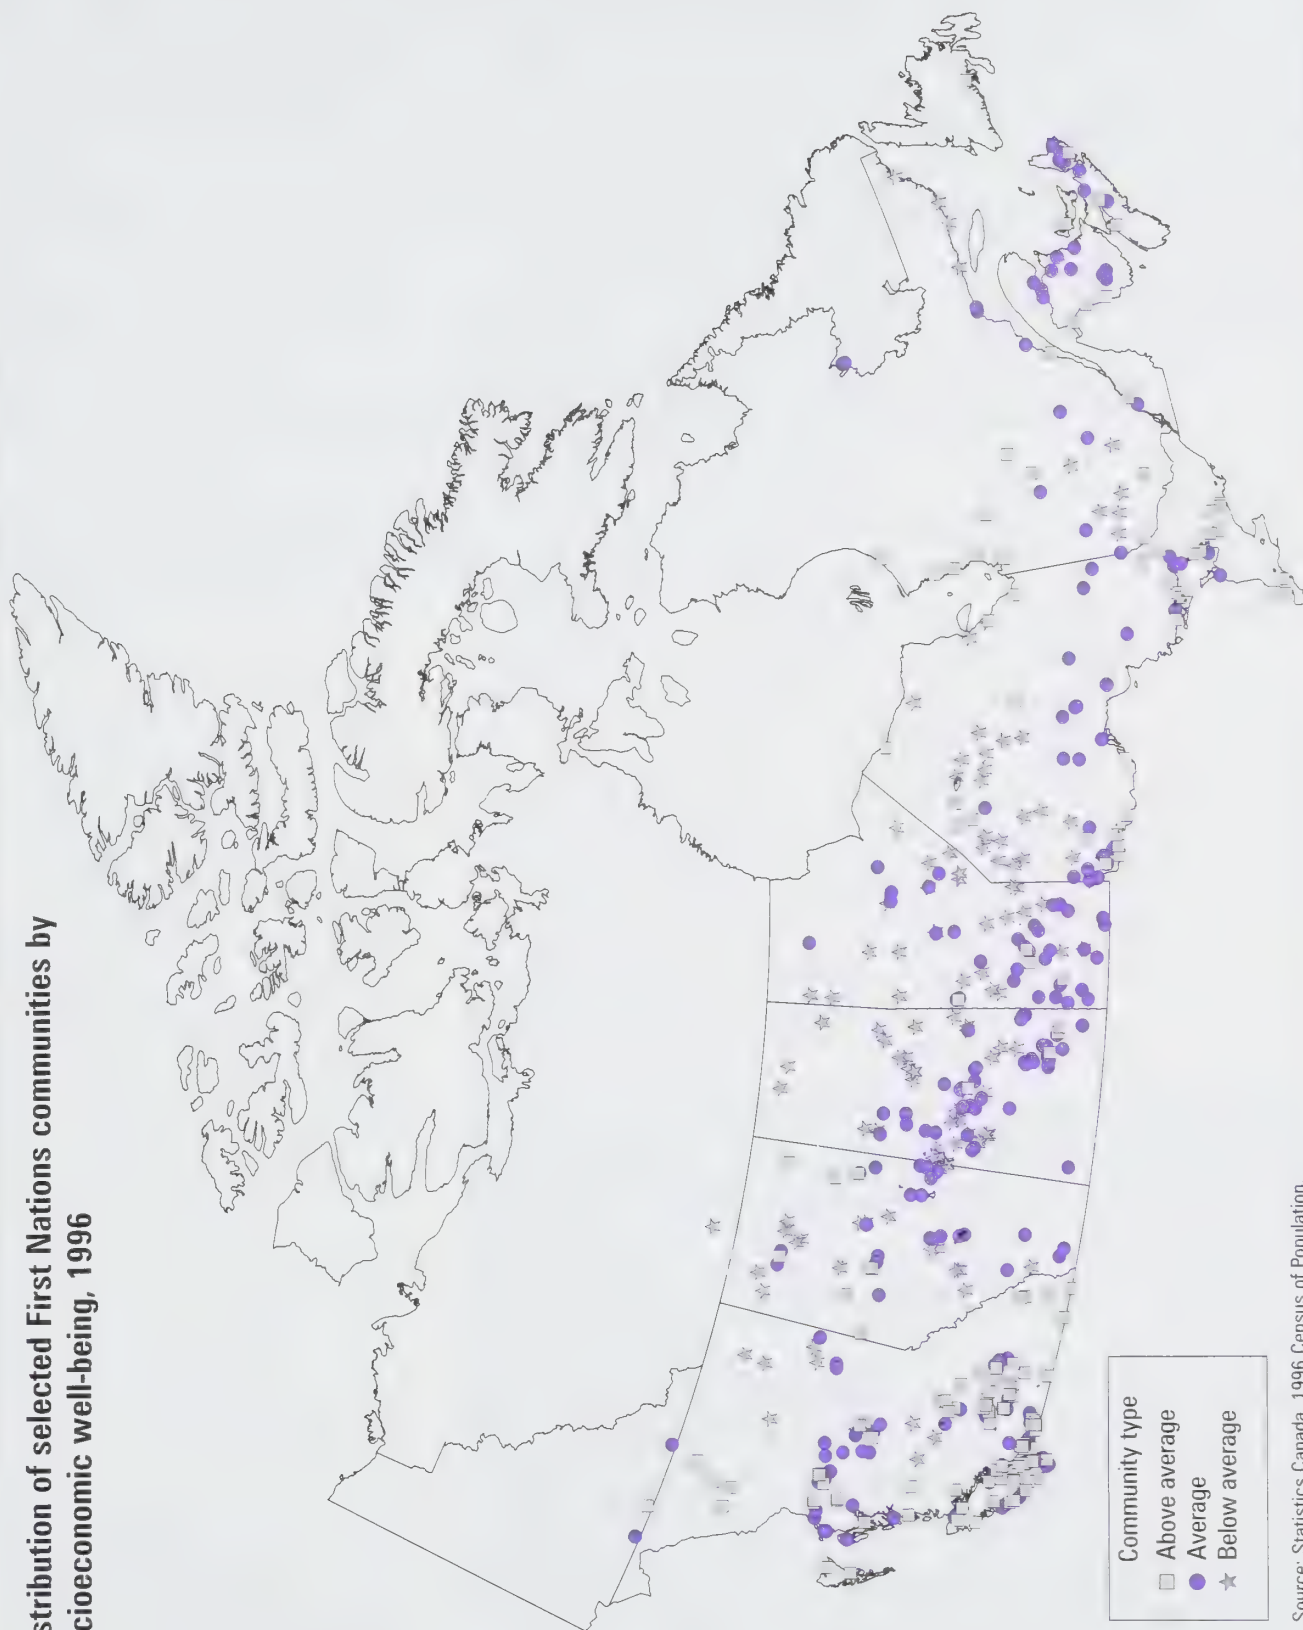 stribution of selected First Nations communities by
cioeconomic well-being, 1996
Community type
Above average
Average
Below average
Source: Statistics Canada, 1996 Census of Population